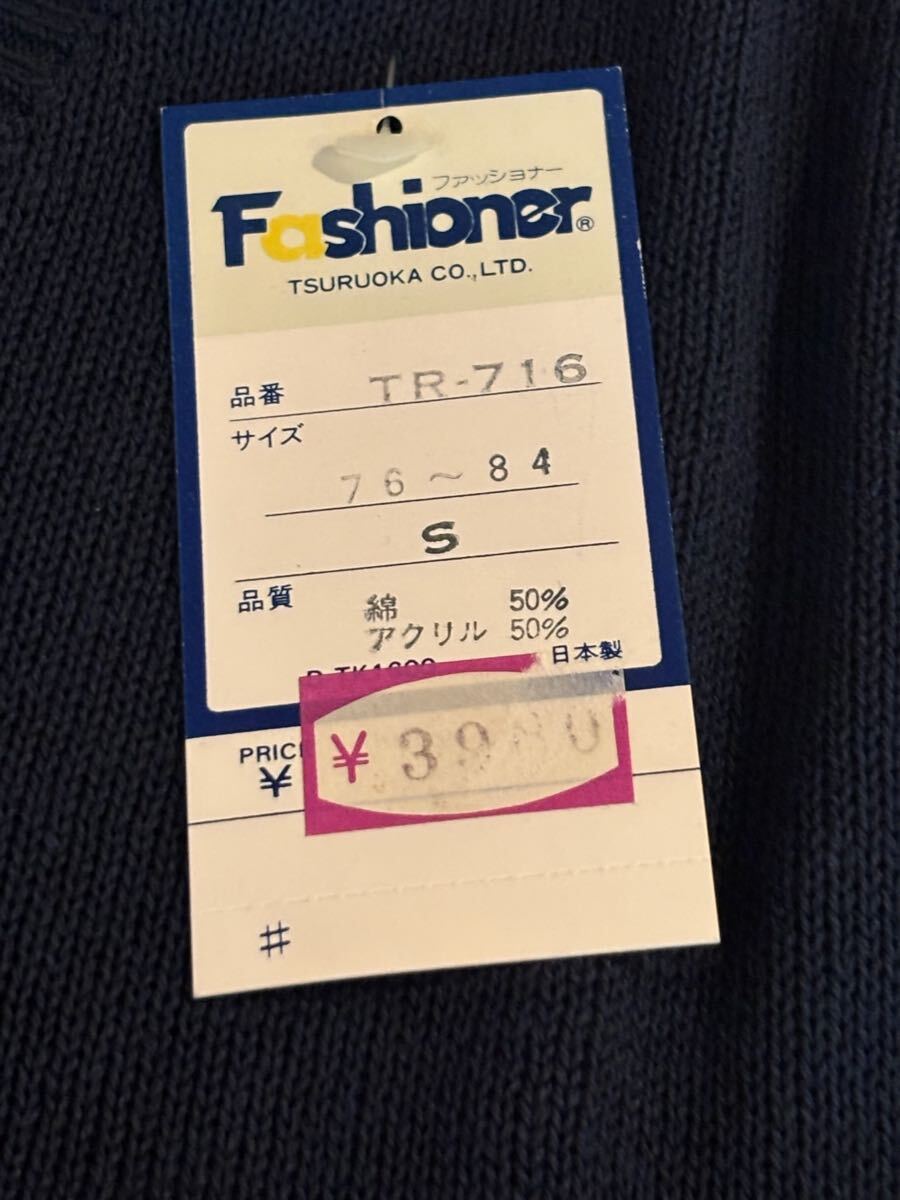 ファッショナー
Fashioner®
TSURUOKA CO., LTD.
品番 TR-716
サイズ
76～84
S
品質 綿 50%
アクリル 50%
日本製
¥ 3980
¥
#